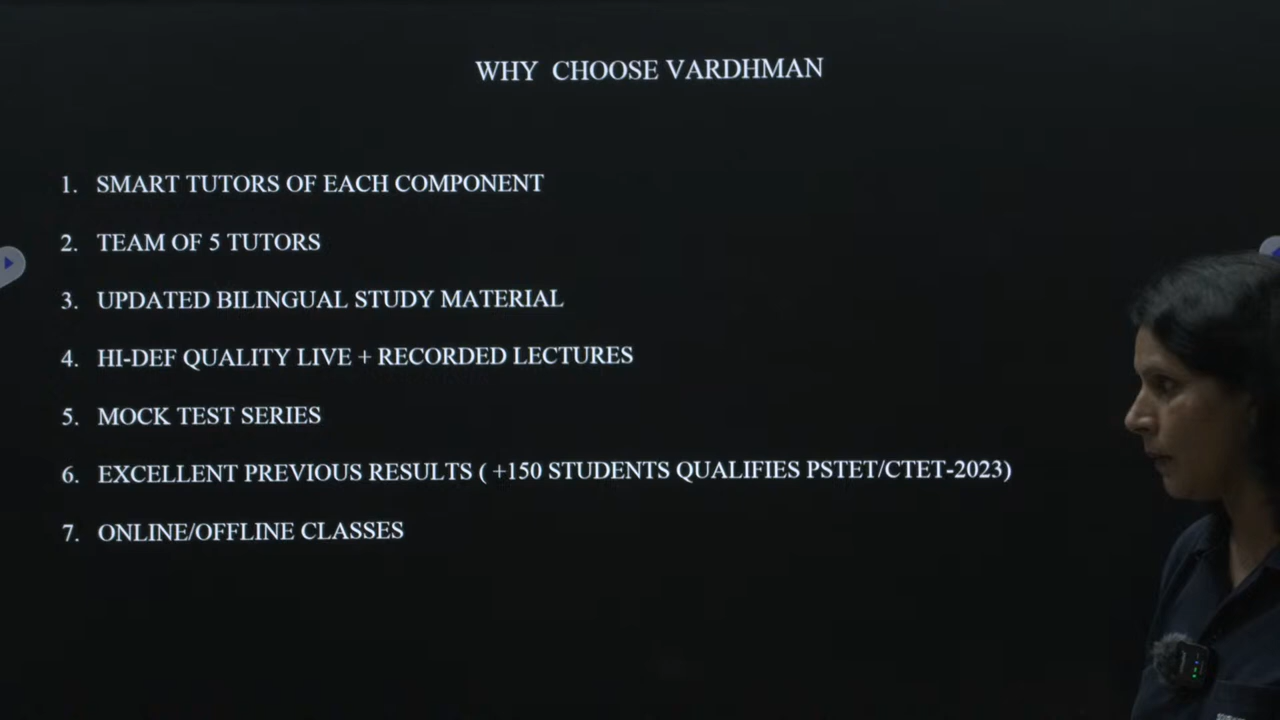 WHY CHOOSE VARDHMAN
1. SMART TUTORS OF EACH COMPONENT
2. TEAM OF 5 TUTORS
3. UPDATED BILINGUAL STUDY MATERIAL
4. HI-DEF QUALITY LIVE + RECORDED LECTURES
5. MOCK TEST SERIES
6. EXCELLENT PREVIOUS RESULTS ( +150 STUDENTS QUALIFIES PSTET/CTET-2023)
7. ONLINE/OFFLINE CLASSES